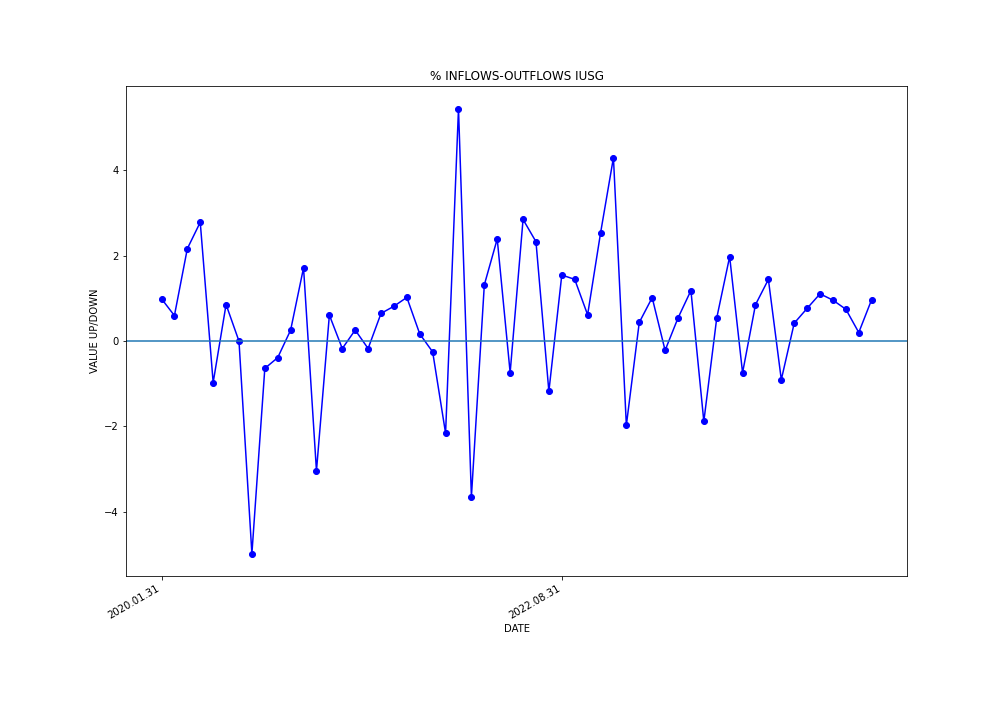 % INFLOWS-OUTFLOWS IUSG
VALUE UP/DOWN
4
2
0
−2
−4
2020.01.31
2022.08.31
DATE